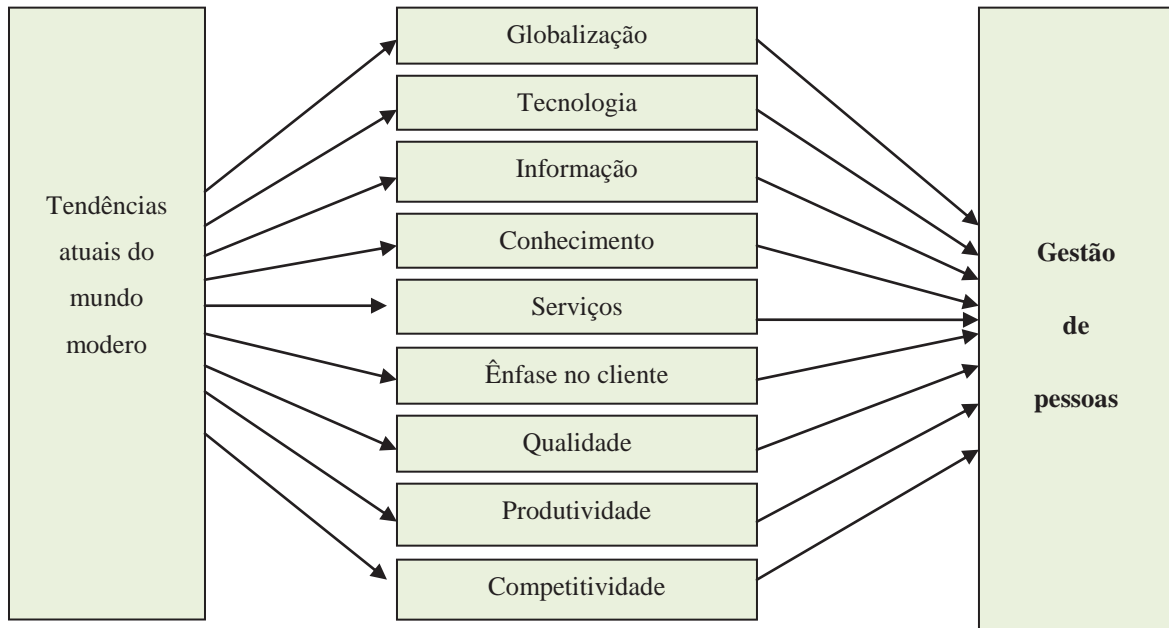 Tendências
atuais do
mundo
modero
Globalização
Tecnologia
Informação
Conhecimento
Serviços
Ênfase no cliente
Qualidade
Produtividade
Competitividade
Gestão
de
pessoas